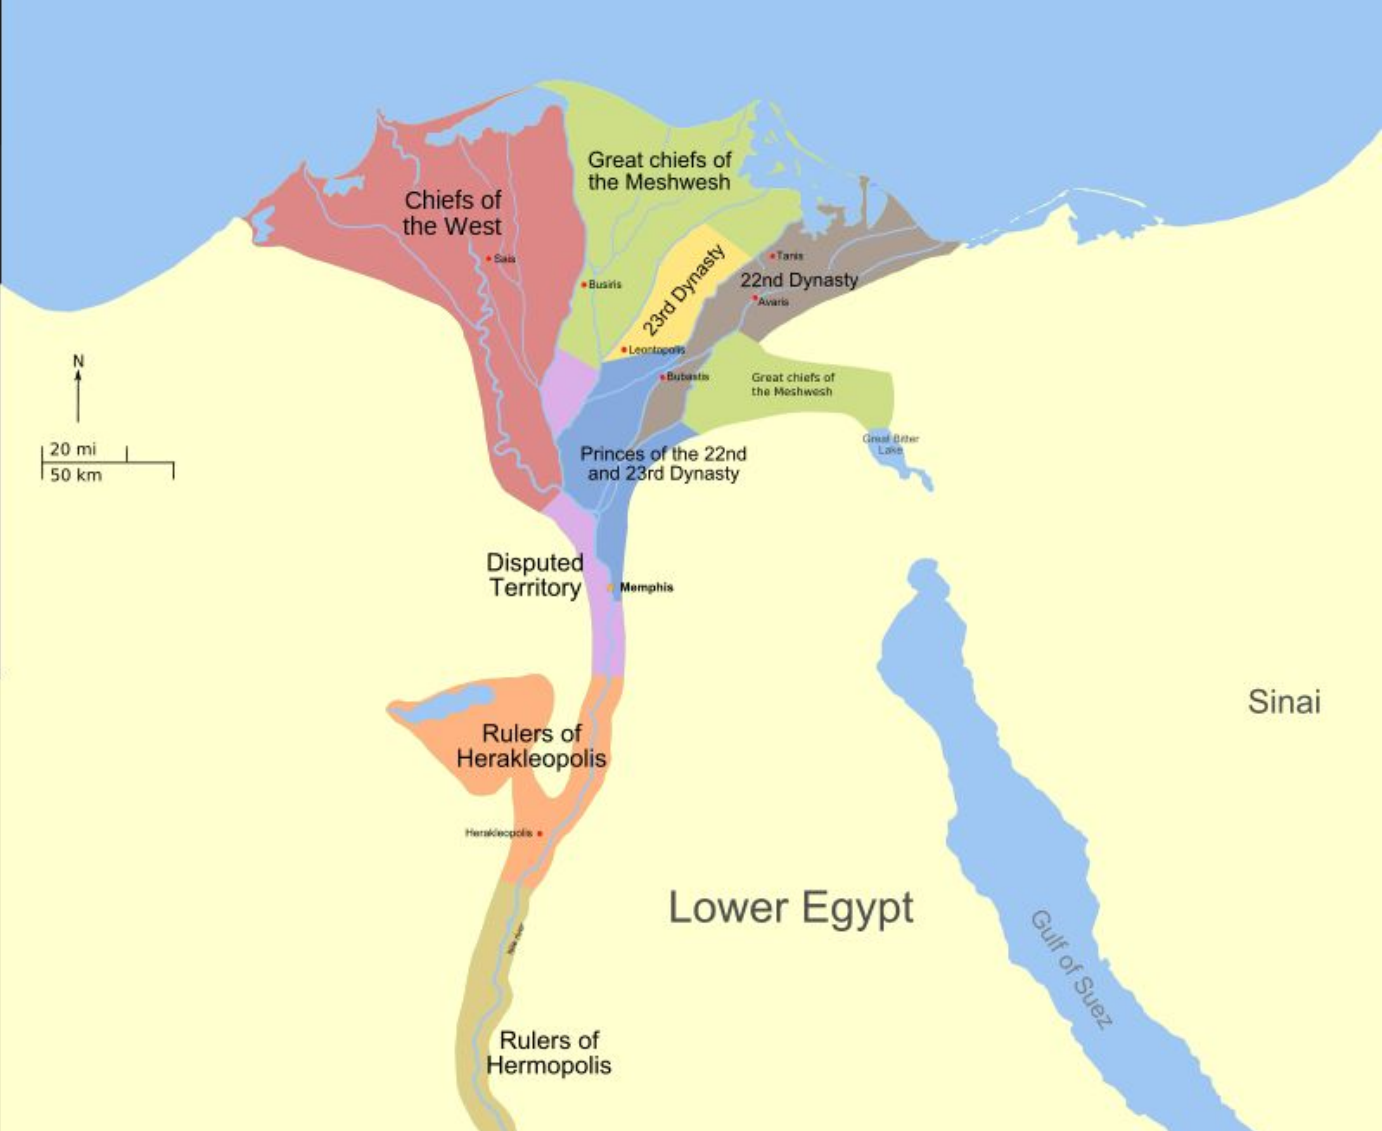 Great chiefs of
the Meshwesh
Chiefs of
the West
Sais
Busiris
23rd Dynasty
Tanis
22nd Dynasty
Avaris
Leontopolis
Bubastis
Great chiefs of
the Meshwesh
N
20 mi
50 km
Great Bitter
Lake
Princes of the 22nd
and 23rd Dynasty
Disputed
Territory
Memphis
Sinai
Rulers of
Herakleopolis
Herakleopolis
Lower Egypt
Nile river
Gulf of Suez
Rulers of
Hermopolis